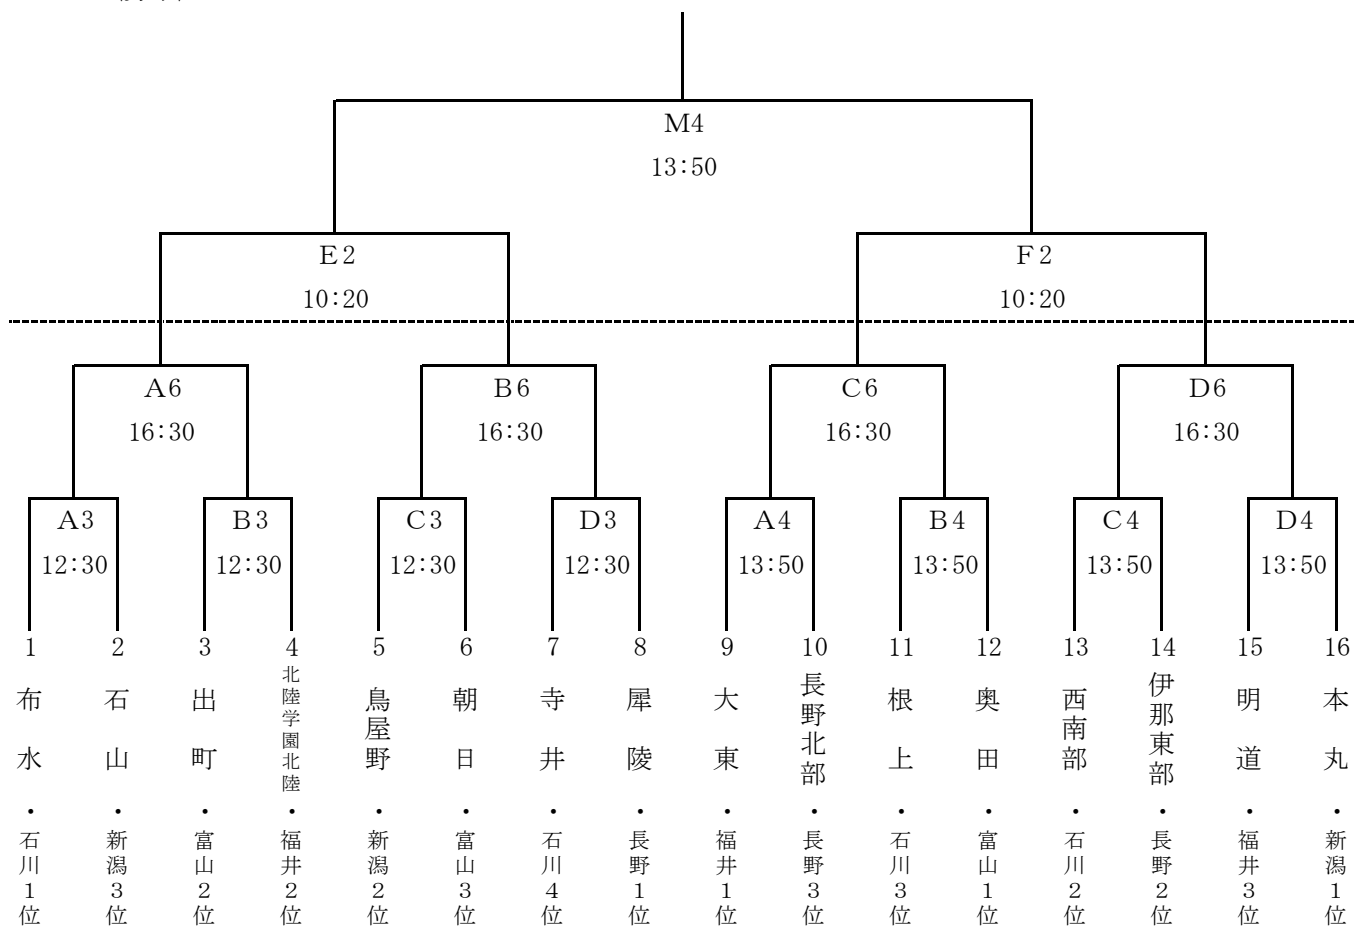 M4
13:50
E2
F2
10:20
10:20
A6
B6
C6
D6
16:30
16:30
16:30
16:30
A3
B3
C3
D3
A4
B4
C4
D4
12:30
12:30
12:30
12:30
13:50
13:50
13:50
13:50
1
2
3
4
5
6
7
8
9
10
11
12
13
14
15
16
布水・石川1位
石山・新潟3位
出町・富山2位
北陸学園北陸・福井2位
鳥屋野・新潟2位
朝日・富山3位
寺井・石川4位
犀陵・長野1位
大東・福井1位
長野北部・長野3位
根上・石川3位
奥田・富山1位
西南部・石川2位
伊那東部・長野2位
明道・福井3位
本丸・新潟1位